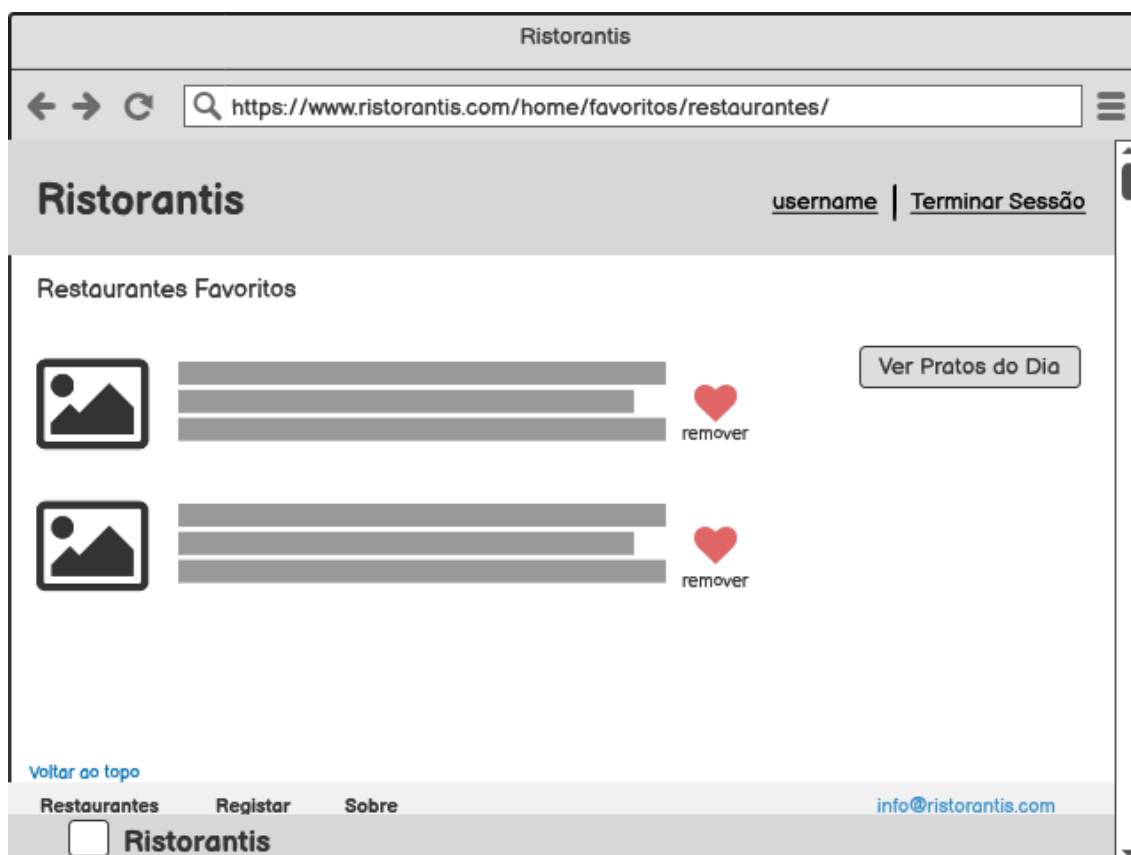 Ristorantis
https://www.ristorantis.com/home/favoritos/restaurantes/
Ristorantis
username Terminar Sessão
Restaurantes Favoritos
Ver Pratos do Dia
remover
remover
Voltar ao topo
Restaurantes Registar Sobre info@ristorantis.com
Ristorantis